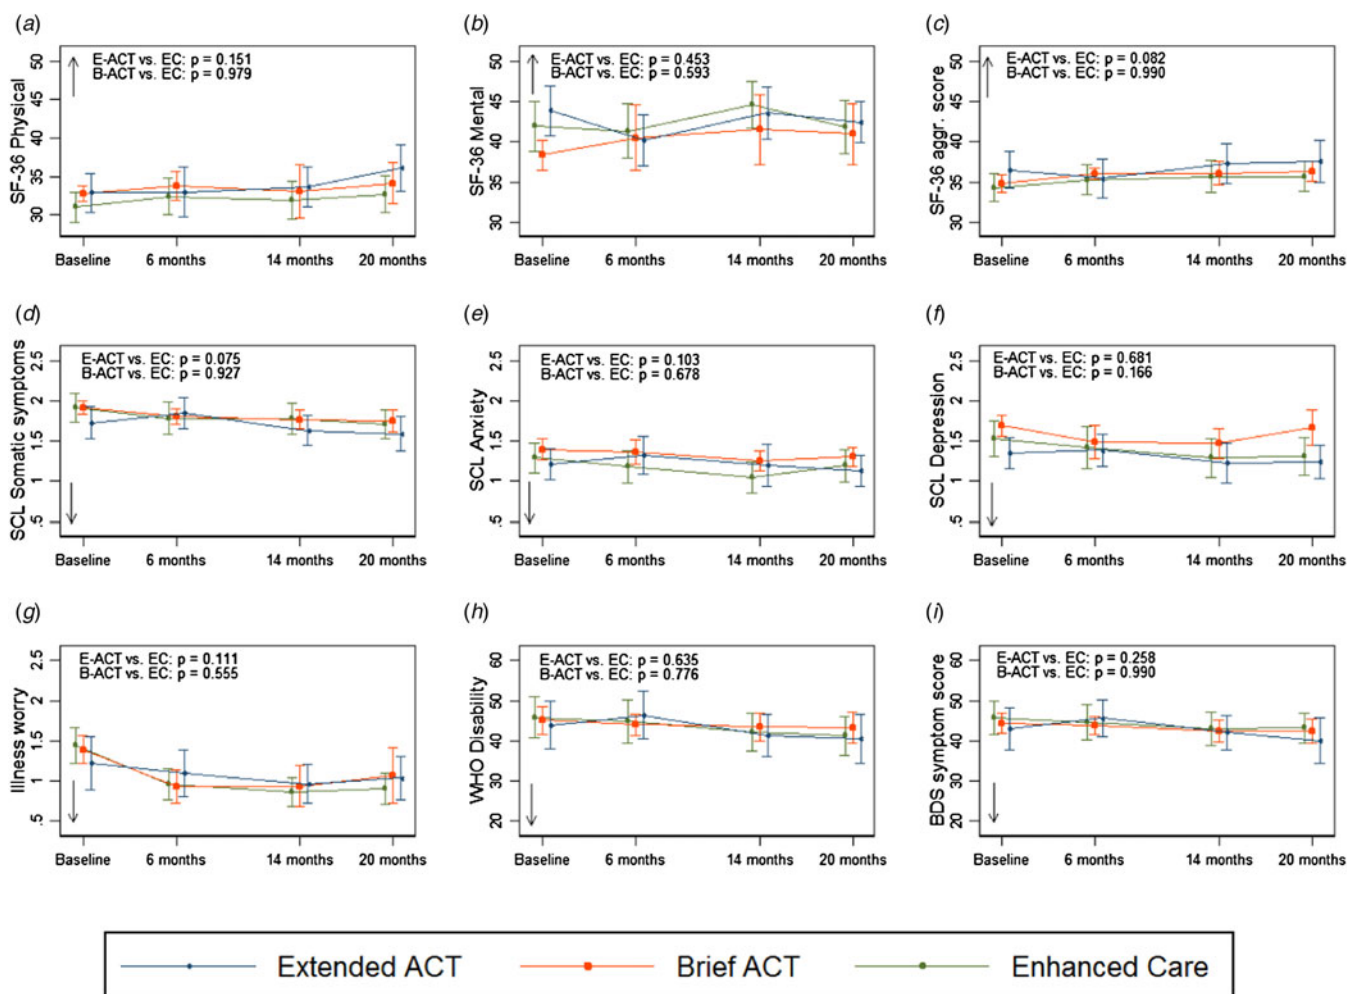 (a)
E-ACT vs. EC: p = 0.151
B-ACT vs. EC: p = 0.979
SF-36 Physical
50
45
40
35
30
Baseline 6 months 14 months 20 months
(b)
E-ACT vs. EC: p = 0.453
B-ACT vs. EC: p = 0.593
SF-36 Mental
50
45
40
35
30
Baseline 6 months 14 months 20 months
(c)
E-ACT vs. EC: p = 0.082
B-ACT vs. EC: p = 0.990
SF-36 aggr. score
50
45
40
35
30
Baseline 6 months 14 months 20 months
(d)
E-ACT vs. EC: p = 0.075
B-ACT vs. EC: p = 0.927
SCL Somatic symptoms
2.5
2
1.5
1
.5
Baseline 6 months 14 months 20 months
(e)
E-ACT vs. EC: p = 0.103
B-ACT vs. EC: p = 0.678
SCL Anxiety
2.5
2
1.5
1
.5
Baseline 6 months 14 months 20 months
(f)
E-ACT vs. EC: p = 0.681
B-ACT vs. EC: p = 0.166
SCL Depression
2.5
2
1.5
1
.5
Baseline 6 months 14 months 20 months
(g)
E-ACT vs. EC: p = 0.111
B-ACT vs. EC: p = 0.555
Illness worry
2.5
2
1.5
1
.5
Baseline 6 months 14 months 20 months
(h)
E-ACT vs. EC: p = 0.635
B-ACT vs. EC: p = 0.776
WHO Disability
60
50
40
30
20
Baseline 6 months 14 months 20 months
(i)
E-ACT vs. EC: p = 0.258
B-ACT vs. EC: p = 0.990
BDS symptom score
60
50
40
30
20
Baseline 6 months 14 months 20 months
Extended ACT Brief ACT Enhanced Care